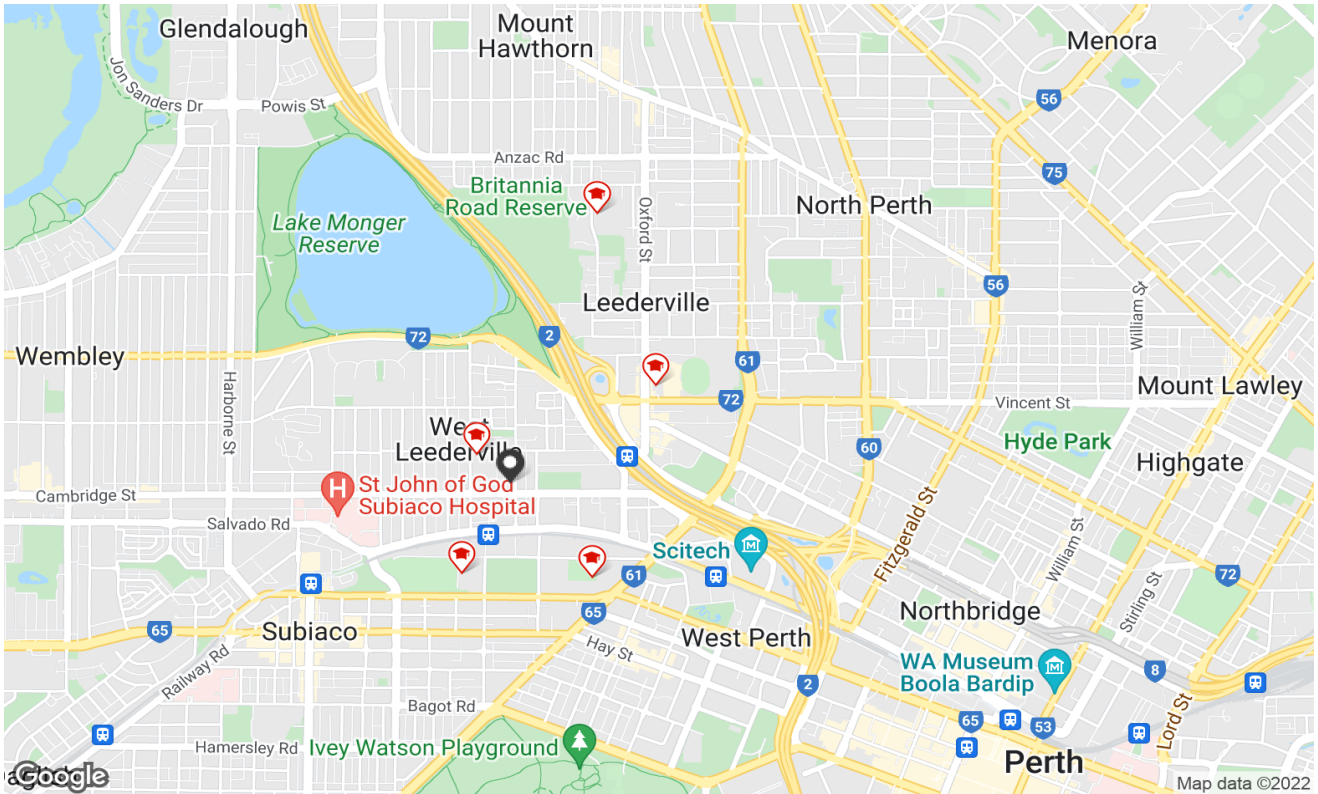 Glendalough
Mount
Hawthorn
Menora
Jon Sanders Dr
Powis St
56
Anzac Rd
75
Britannia
Road Reserve
North Perth
Lake Monger
Reserve
Oxford St
56
Leederville
William St
72
2
Wembley
61
Harborne St
Mount Lawley
72
Vincent St
West
Leederville
Hyde Park
60
Highgate
H
St John of God
Subiaco Hospital
Cambridge St
Salvado Rd
Fitzgerald St
William St
Scitech
M
61
72
Stirling St
65
65
Northbridge
Subiaco
West Perth
Hay St
Railway Rd
WA Museum
Boola Bardip
M
8
2
Bagot Rd
Lord St
65
53
Hamersley Rd
Ivey Watson Playground
Perth
Google
Map data ©2022